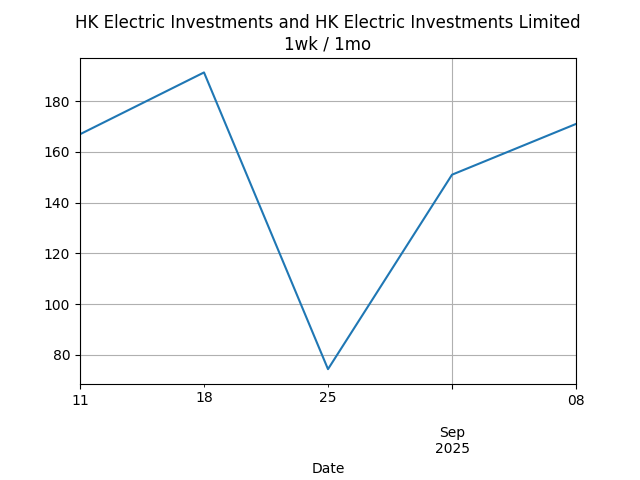 HK Electric Investments and HK Electric Investments Limited
1wk / 1mo
180
160
140
120
100
80
11
18
25
08
Sep
2025
Date